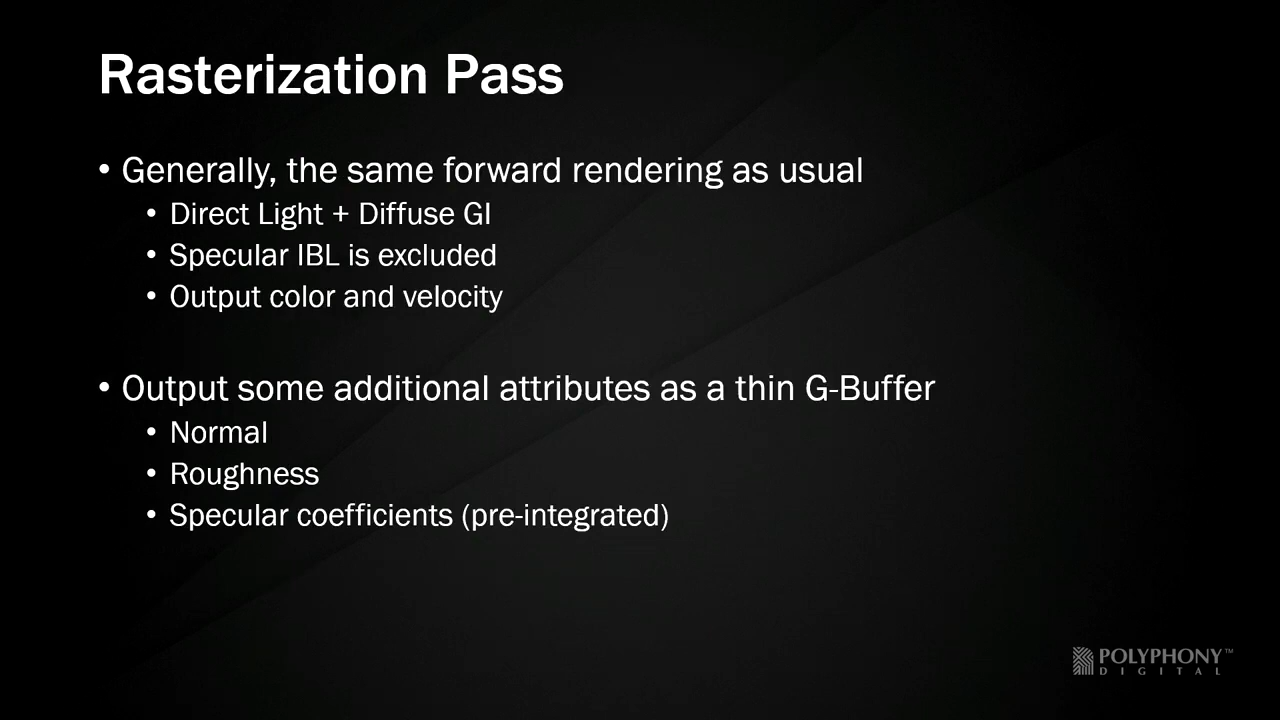 Rasterization Pass
• Generally, the same forward rendering as usual
• Direct Light + Diffuse GI
• Specular IBL is excluded
• Output color and velocity
• Output some additional attributes as a thin G-Buffer
• Normal
• Roughness
• Specular coefficients (pre-integrated)
POLYPHONY™
DIGITAL